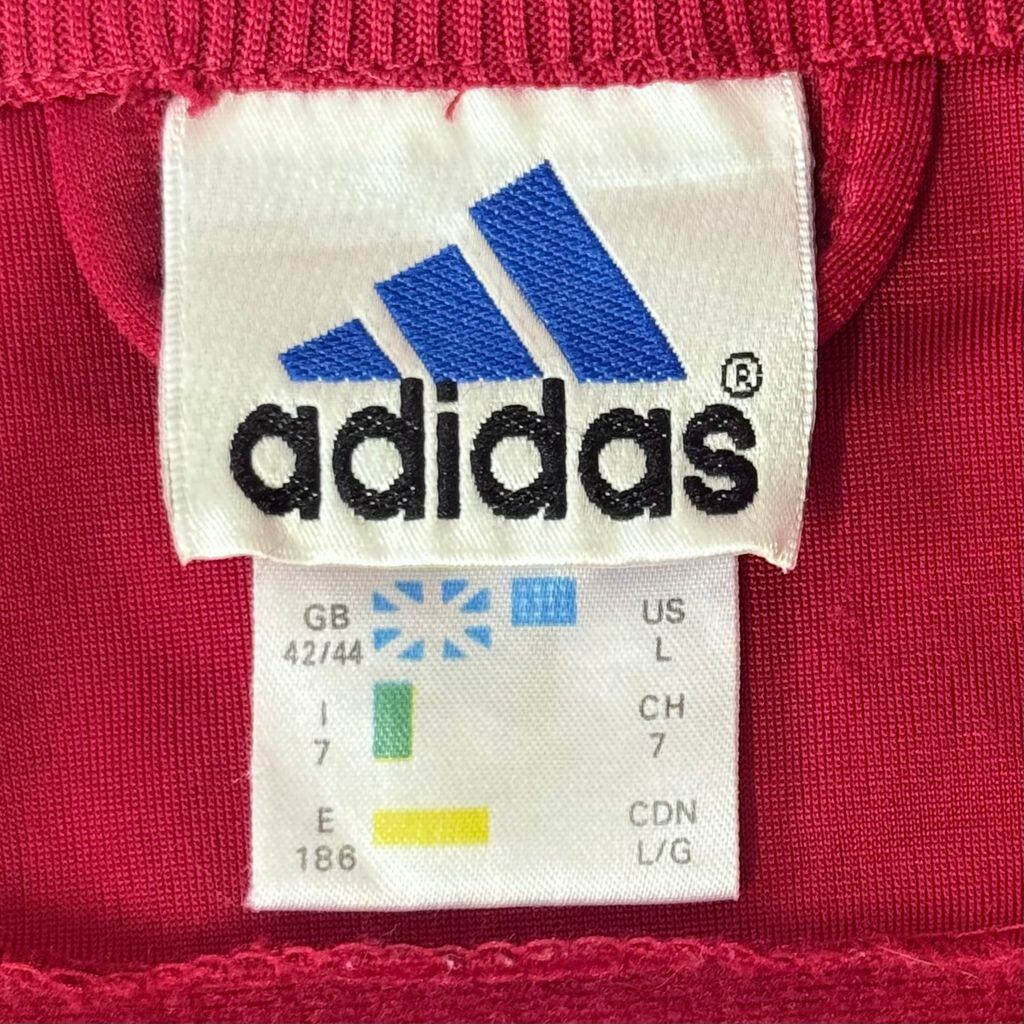 adidas®
GB US
42/44 L
I CH
7 7
E CDN
186 L/G